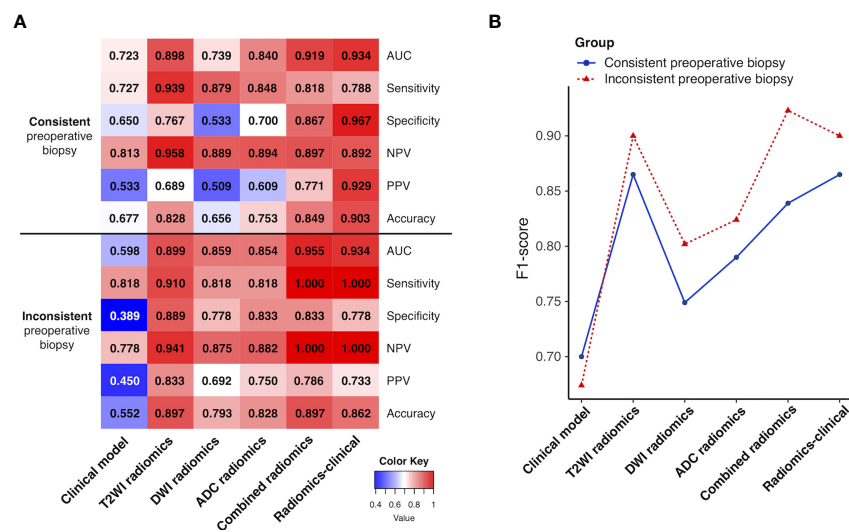 A
0.723 0.898 0.739 0.840 0.919 0.934 AUC
0.727 0.939 0.879 0.848 0.818 0.788 Sensitivity
0.650 0.767 0.533 0.700 0.867 0.967 Specificity
0.813 0.958 0.889 0.894 0.897 0.892 NPV
0.533 0.689 0.509 0.609 0.771 0.929 PPV
0.677 0.828 0.656 0.753 0.849 0.903 Accuracy
Consistent
preoperative
biopsy
0.598 0.899 0.859 0.854 0.955 0.934 AUC
0.818 0.910 0.818 0.818 1.000 1.000 Sensitivity
0.389 0.889 0.778 0.833 0.833 0.778 Specificity
0.778 0.941 0.875 0.882 1.000 1.000 NPV
0.450 0.833 0.692 0.750 0.786 0.733 PPV
0.552 0.897 0.793 0.828 0.897 0.862 Accuracy
Inconsistent
preoperative
biopsy
Clinical model
T2WI radiomics
DWI radiomics
ADC radiomics
Combined radiomics
Radiomics-clinical
Color Key
0.4 0.6 0.8 1
Value
B
Group
Consistent preoperative biopsy
Inconsistent preoperative biopsy
F1-score
0.90
0.85
0.80
0.75
0.70
Clinical model
T2WI radiomics
DWI radiomics
ADC radiomics
Combined radiomics
Radiomics-clinical